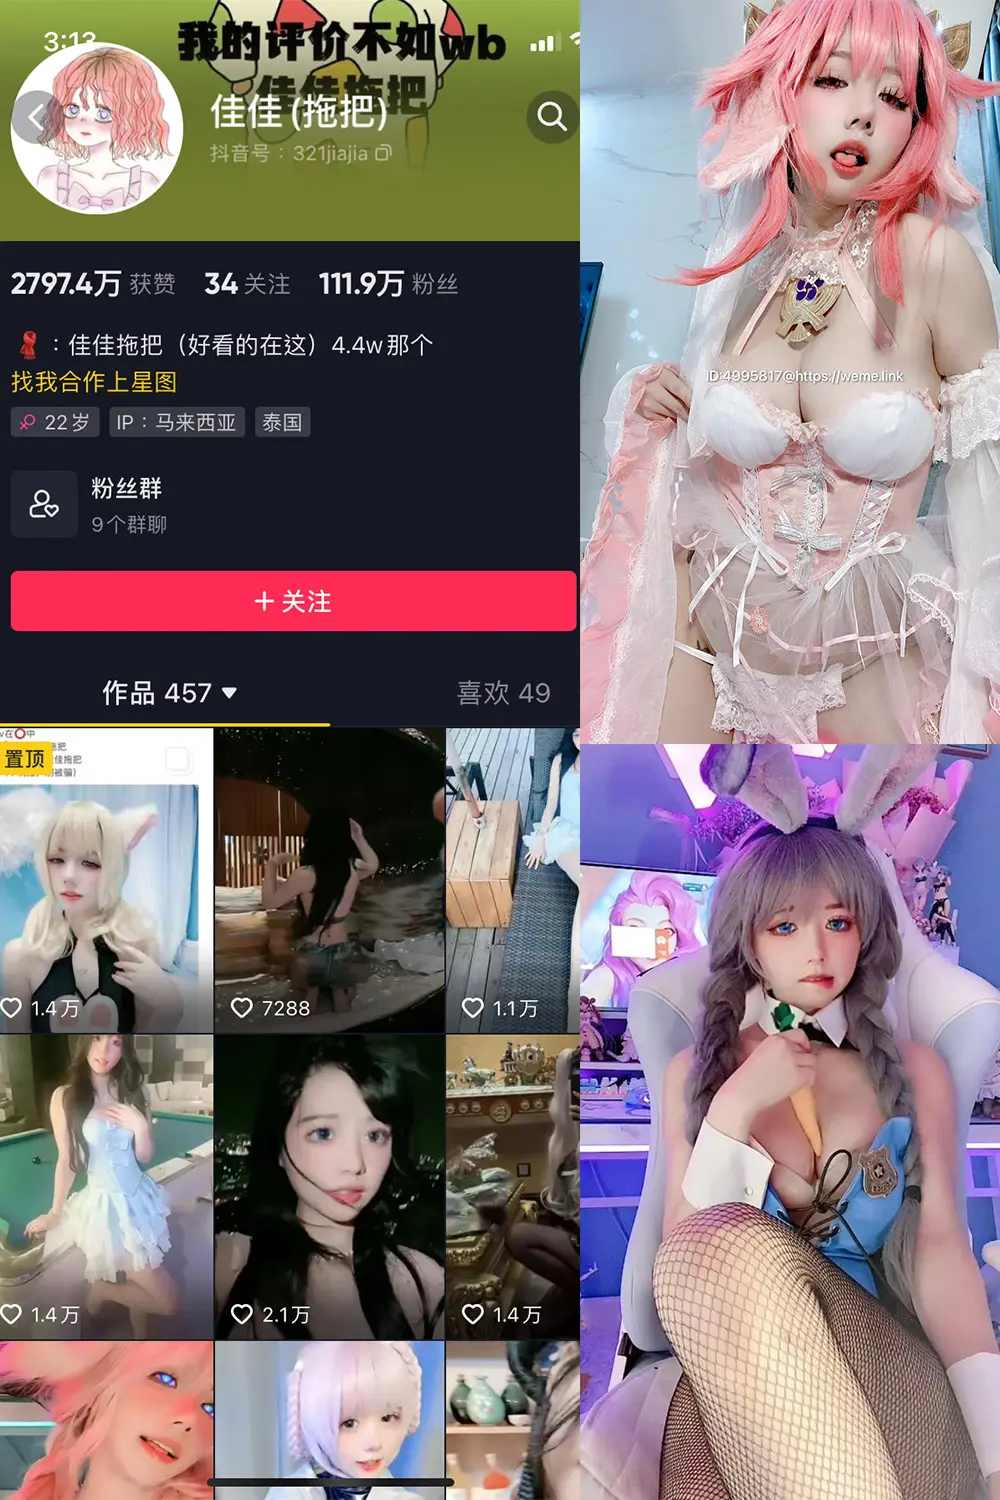 我的评价不如wb
佳佳拖把
3:13
佳佳(拖把)
抖音号：321jiajia
2797.4万 获赞 34 关注 111.9万 粉丝
：佳佳拖把（好看的在这）4.4w那个
找我合作上星图
22岁 IP：马来西亚 泰国
粉丝群
9个群聊
+ 关注
作品 457 喜欢 49
置顶
1.4万 7288 1.1万
1.4万 2.1万 1.4万
ID:4995817@https://weme.link